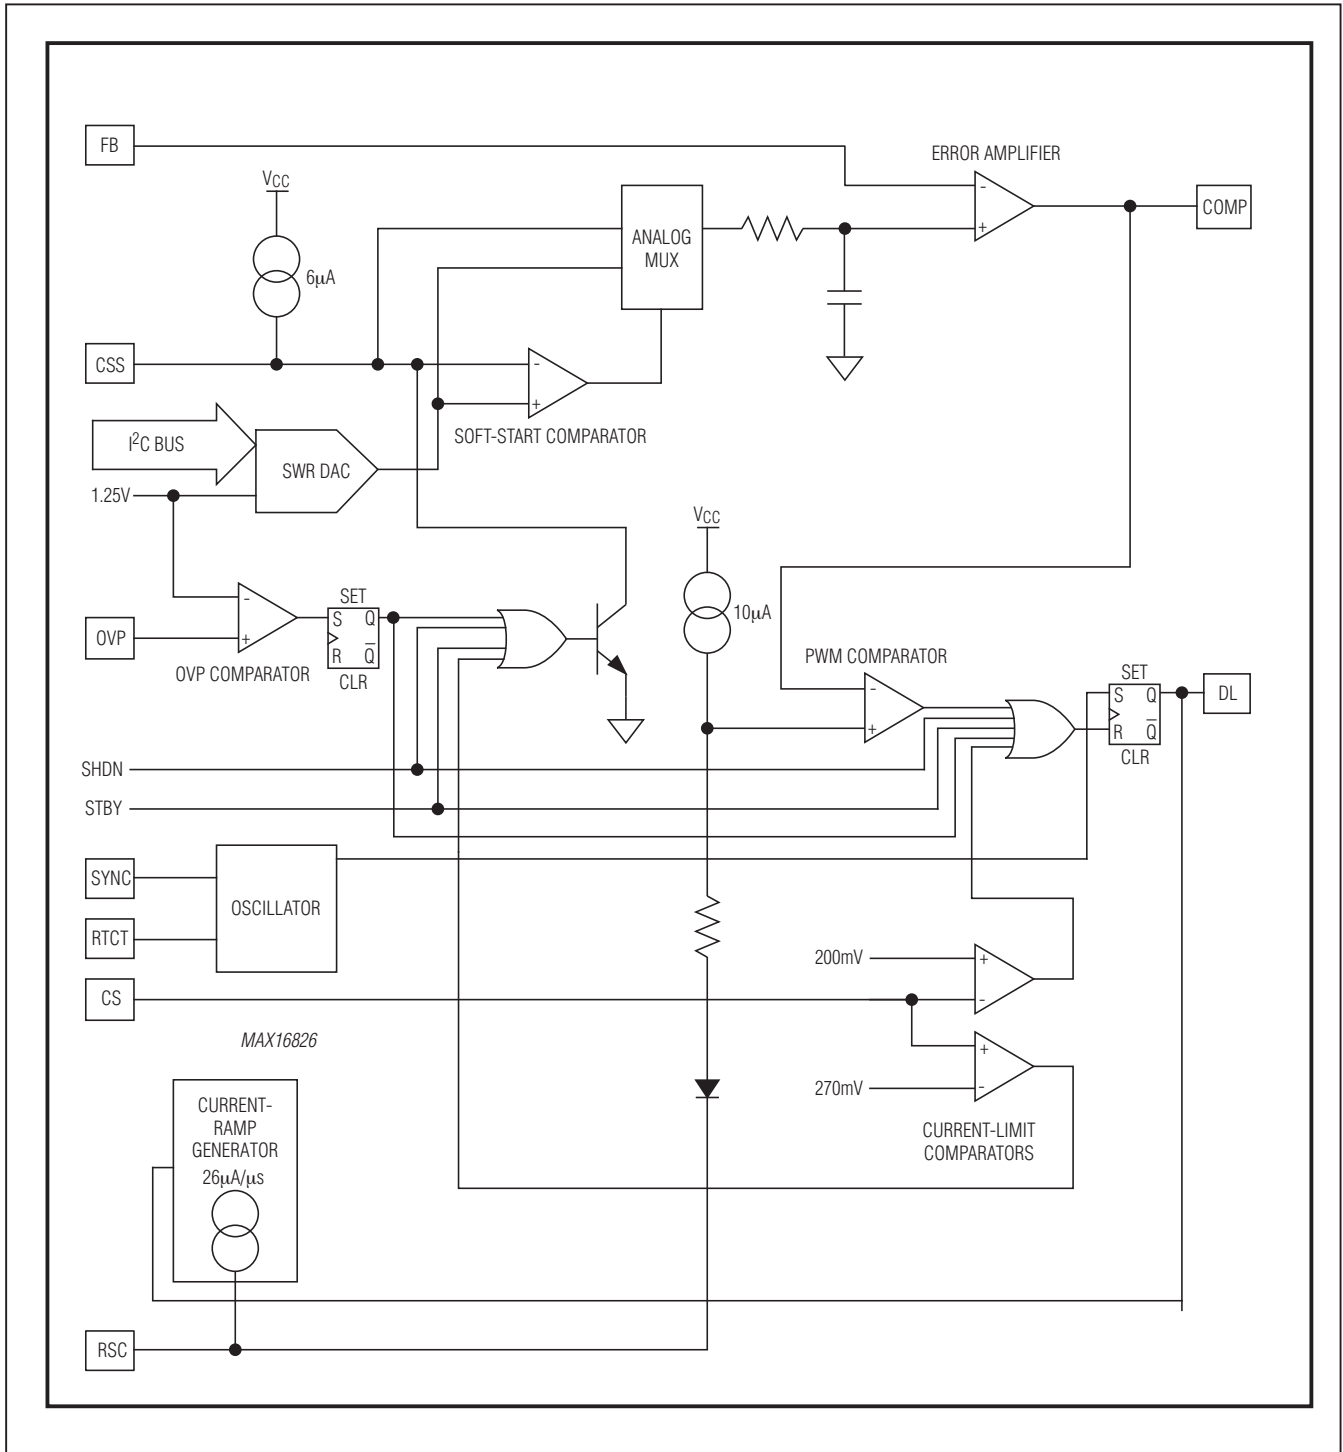 FB
ERROR AMPLIFIER
VCC
-
+
COMP
ANALOG
MUX
6µA
CSS
-
+
I2C BUS
SOFT-START COMPARATOR
SWR DAC
1.25V
VCC
SET
-
+
S Q
10µA
OVP
R Q̅
OVP COMPARATOR
CLR
PWM COMPARATOR
SET
-
+
S Q
DL
R Q̅
CLR
SHDN
STBY
SYNC
OSCILLATOR
RTCT
200mV
+
-
CS
MAX16826
+
-
270mV
CURRENT-
RAMP
GENERATOR
26µA/µs
CURRENT-LIMIT
COMPARATORS
RSC